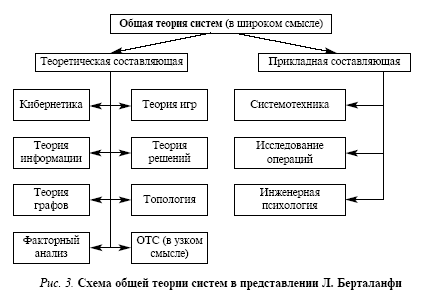 Общая теория систем (в широком смысле)
Теоретическая составляющая
Прикладная составляющая
Кибернетика
Теория игр
Системотехника
Теория
информации
Теория
решений
Исследование
операций
Теория
графов
Топология
Инженерная
психология
Факторный
анализ
ОТС (в узком
смысле)
Рис. 3. Схема общей теории систем в представлении Л. Берталанфи